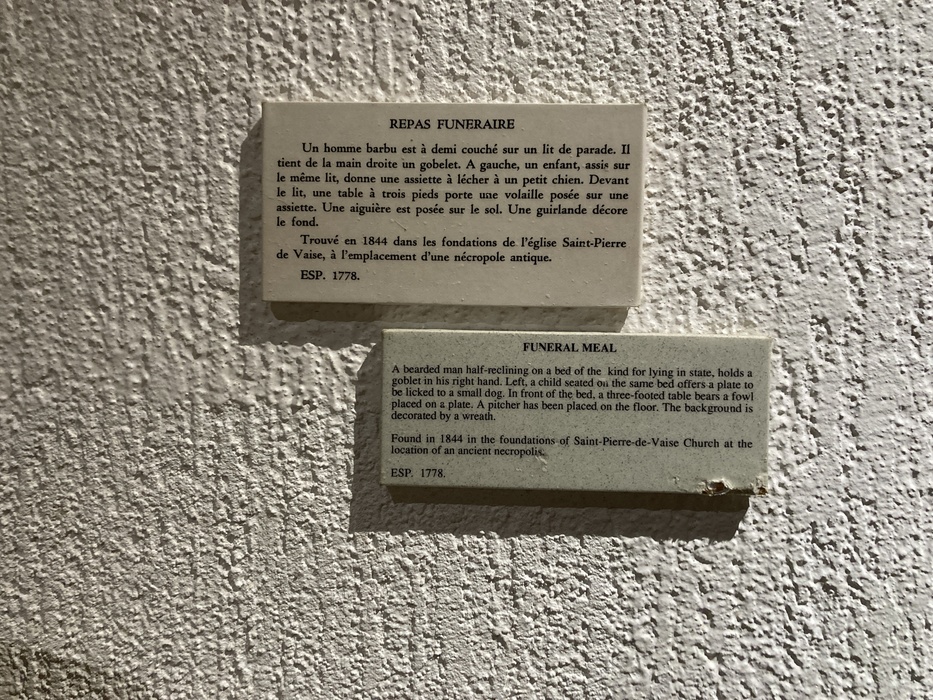 REPAS FUNERAIRE
Un homme barbu est à demi couché sur un lit de parade. Il
tient de la main droite un gobelet. A gauche, un enfant, assis sur
le même lit, donne une assiette à lécher à un petit chien. Devant
le lit, une table à trois pieds porte une volaille posée sur une
assiette. Une aiguière est posée sur le sol. Une guirlande décore
le fond.
Trouvé en 1844 dans les fondations de l'église Saint-Pierre
de Vaise, à l'emplacement d'une nécropole antique.
ESP. 1778.
FUNERAL MEAL
A bearded man half-reclining on a bed of the kind for lying in state, holds a
goblet in his right hand. Left, a child seated on the same bed offers a plate to
be licked to a small dog. In front of the bed, a three-footed table bears a fowl
placed on a plate. A pitcher has been placed on the floor. The background is
decorated by a wreath.
Found in 1844 in the foundations of Saint-Pierre-de-Vaise Church at the
location of an ancient necropolis.
ESP. 1778.